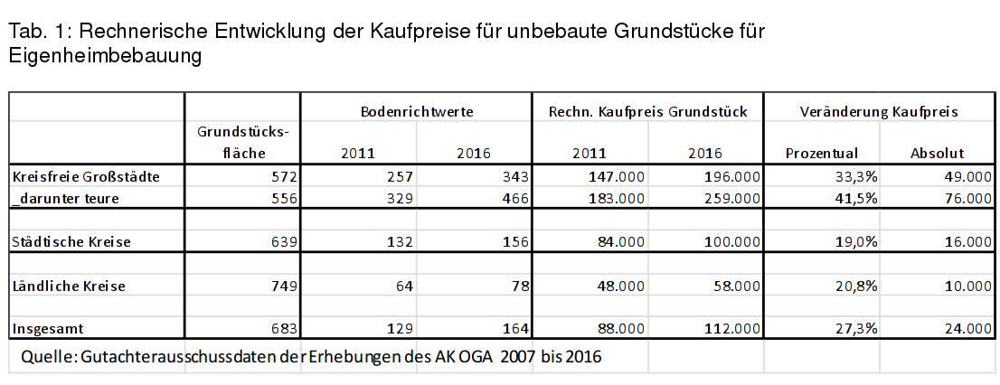 Tab. 1: Rechnerische Entwicklung der Kaufpreise für unbebaute Grundstücke für
Eigenheimbebauung
Bodenrichtwerte Rechn. Kaufpreis Grundstück Veränderung Kaufpreis
Grundstücks-
fläche 2011 2016 2011 2016 Prozentual Absolut
Kreisfreie Großstädte 572 257 343 147.000 196.000 33,3% 49.000
_darunter teure 556 329 466 183.000 259.000 41,5% 76.000
Städtische Kreise 639 132 156 84.000 100.000 19,0% 16.000
Ländliche Kreise 749 64 78 48.000 58.000 20,8% 10.000
Insgesamt 683 129 164 88.000 112.000 27,3% 24.000
Quelle: Gutachterausschussdaten der Erhebungen des AK OGA 2007 bis 2016